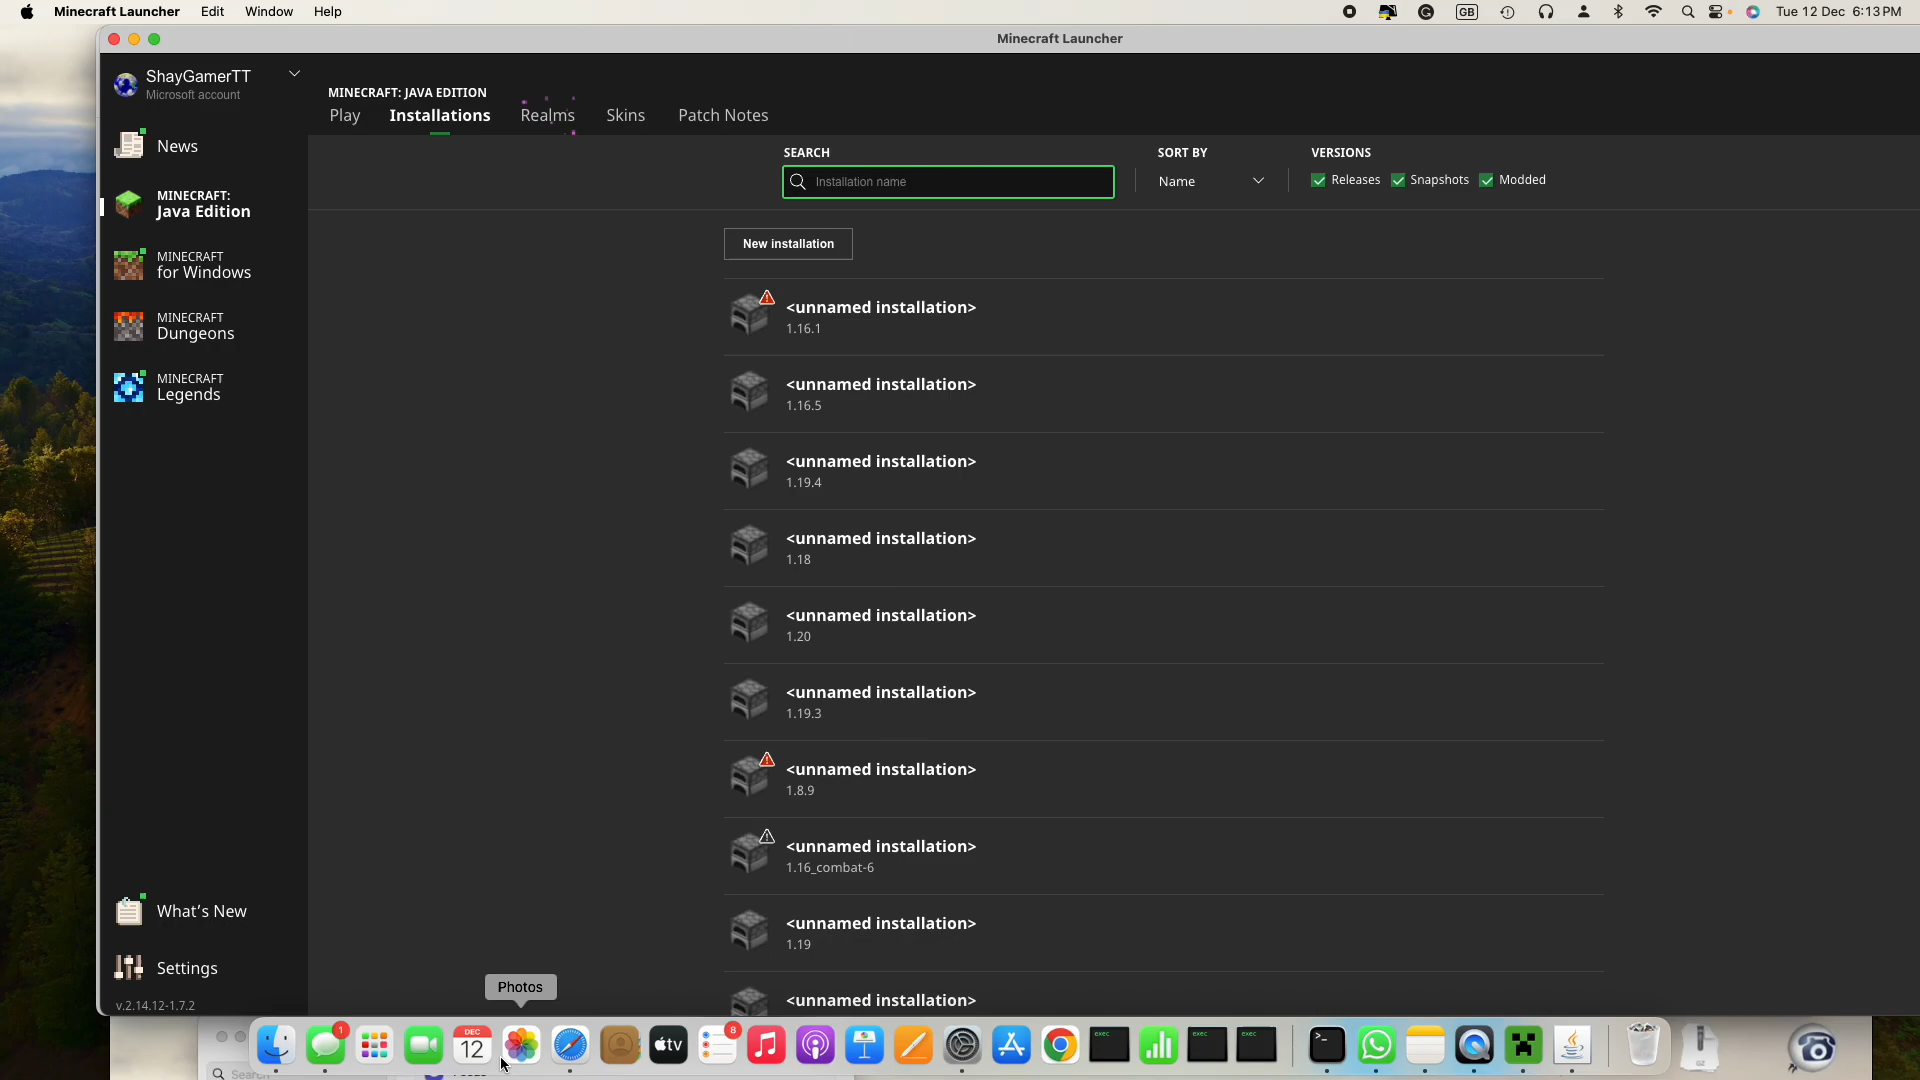 Minecraft Launcher Edit Window Help GB Tue 12 Dec 6:13 PM
Minecraft Launcher
ShayGamerTT
Microsoft account
News
MINECRAFT:
Java Edition
MINECRAFT
for Windows
MINECRAFT
Dungeons
MINECRAFT
Legends
What's New
Settings
v.2.14.12-1.7.2
MINECRAFT: JAVA EDITION
Play Installations Realms Skins Patch Notes
SEARCH SORT BY VERSIONS
Installation name Name Releases Snapshots Modded
New installation
<unnamed installation>
1.16.1
<unnamed installation>
1.16.5
<unnamed installation>
1.19.4
<unnamed installation>
1.18
<unnamed installation>
1.20
<unnamed installation>
1.19.3
<unnamed installation>
1.8.9
<unnamed installation>
1.16_combat-6
<unnamed installation>
1.19
<unnamed installation>
Photos
1 DEC 12 tv 8 exec exec exec
Search